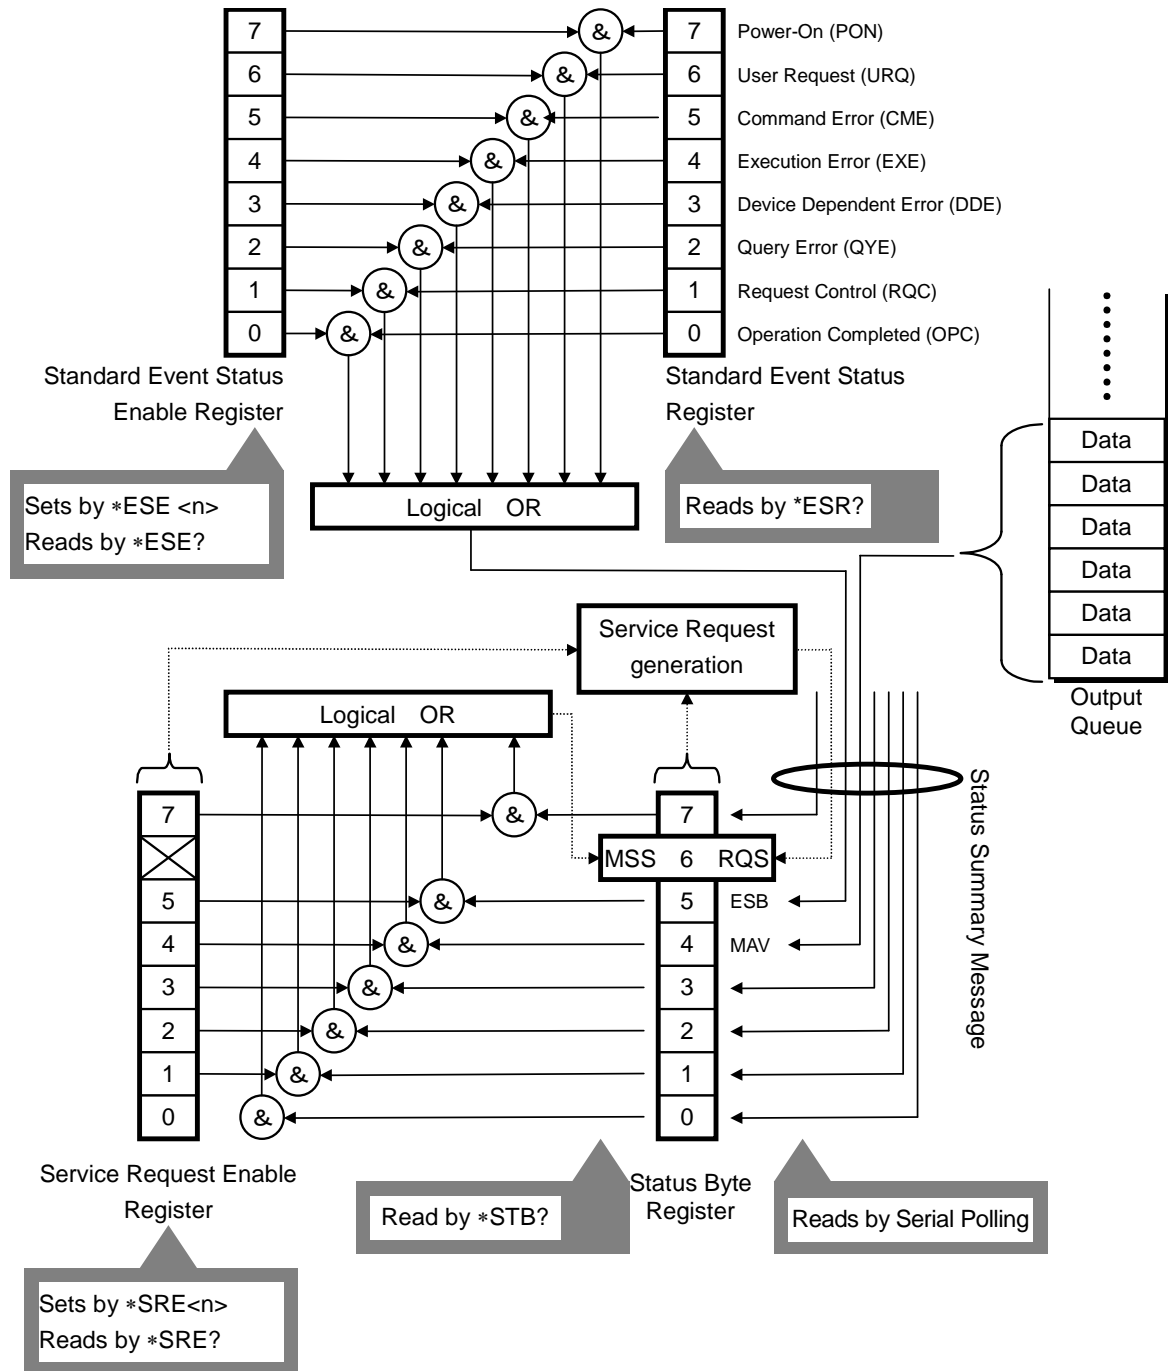 7 & 7 Power-On (PON)
6 & 6 User Request (URQ)
5 & 5 Command Error (CME)
4 & 4 Execution Error (EXE)
3 & 3 Device Dependent Error (DDE)
2 & 2 Query Error (QYE)
1 & 1 Request Control (RQC)
0 & 0 Operation Completed (OPC)
Standard Event Status
Enable Register
Standard Event Status
Register
Sets by *ESE <n>
Reads by *ESE?
Logical OR
Reads by *ESR?
Data
Data
Data
Data
Data
Data
Output
Queue
Service Request
generation
Logical OR
Status Summary Message
7 & 7
MSS 6 RQS
5 & 5 ESB
4 & 4 MAV
3 & 3
2 & 2
1 & 1
0 & 0
Service Request Enable
Register
Status Byte
Register
Read by *STB?
Reads by Serial Polling
Sets by *SRE<n>
Reads by *SRE?